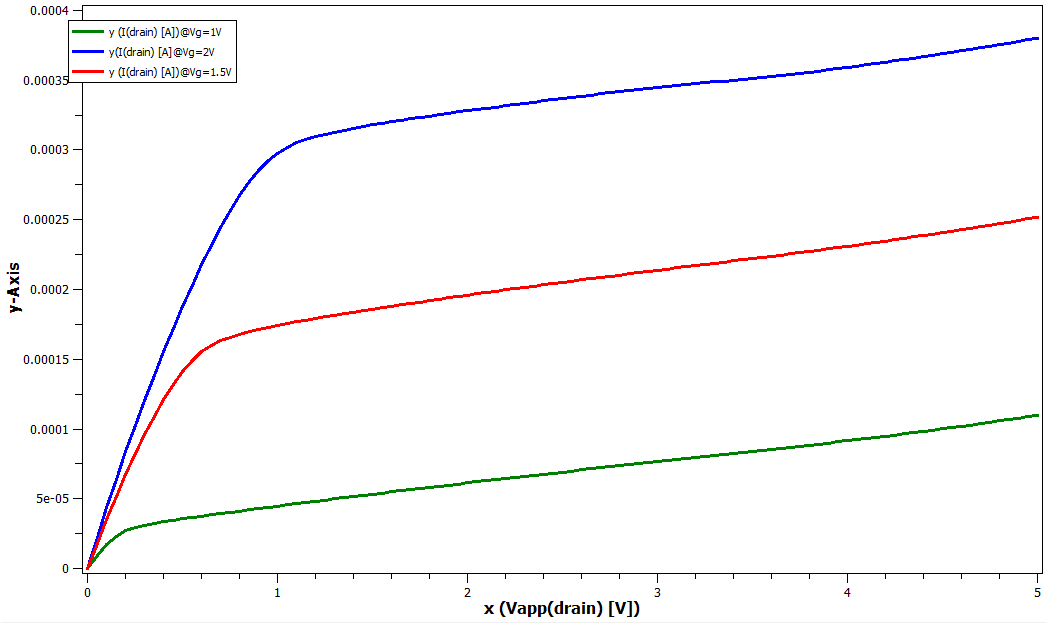 0.0004
y (I(drain) [A])@Vg=1V
y(I(drain) [A]@Vg=2V
y (I(drain) [A])@Vg=1.5V
0.00035
0.0003
0.00025
0.0002
0.00015
0.0001
5e-05
0
y-Axis
0 1 2 3 4 5
x (Vapp(drain) [V])